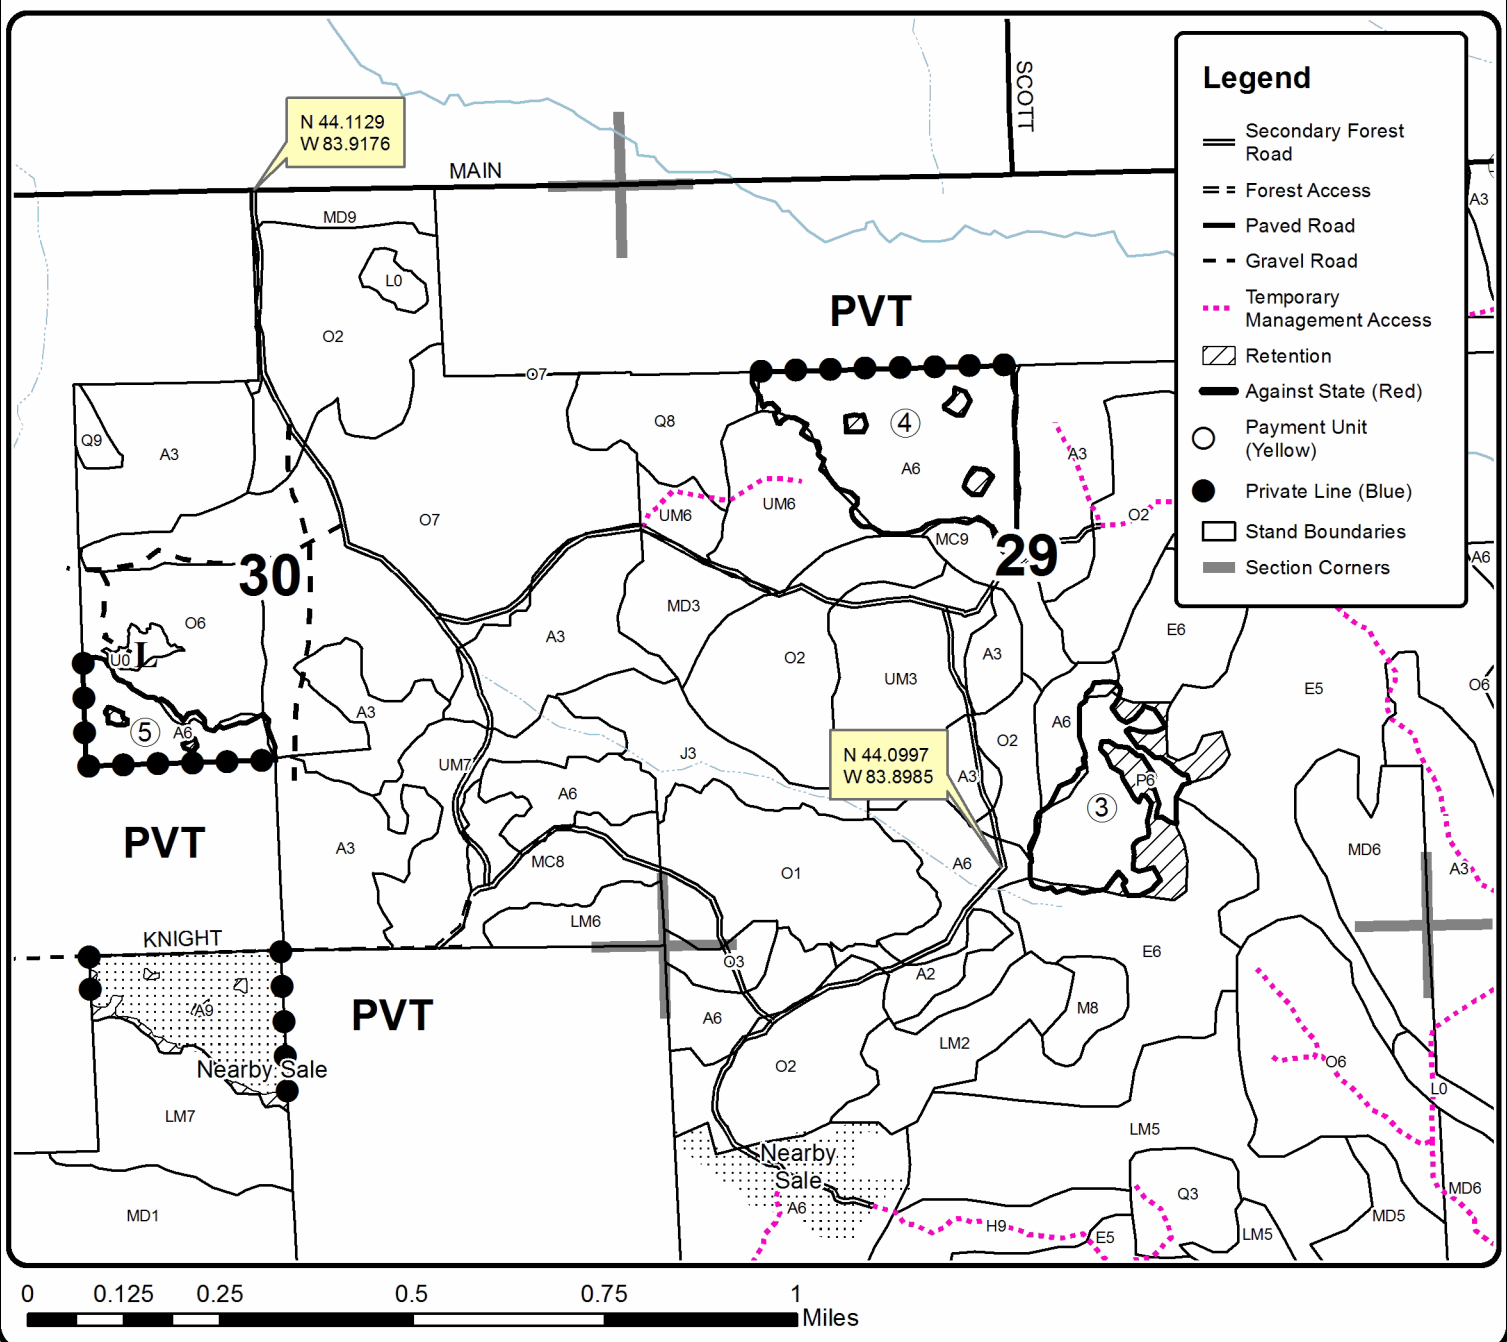 SCOTT
Legend
Secondary Forest
Road
Forest Access
Paved Road
Gravel Road
Temporary
Management Access
Retention
Against State (Red)
Payment Unit
(Yellow)
Private Line (Blue)
Stand Boundaries
Section Corners
N 44.1129
W 83.9176
MAIN
A3
MD9
L0
PVT
O2
O7
Q8
4
Q9
A3
A6
A3
O7
UM6
UM6
O2
MC9
29
30
A6
O6
MD3
E6
U0 L
A3
O2
A3
UM3
E5
O6
A3
A6
5
A6
O2
J3
N 44.0997
W 83.8985
UM7
A3
P6
A6
3
PVT
A3
MC8
A6
MD6
O1
A3
LM6
KNIGHT
E6
O3
A2
A9
PVT
A6
M8
LM2
Nearby Sale
O2
O6
L0
LM7
LM5
Nearby
Sale
A6
Q3
MD6
MD1
H9
E5
LM5
MD5
0
0.125
0.25
0.5
0.75
1
Miles